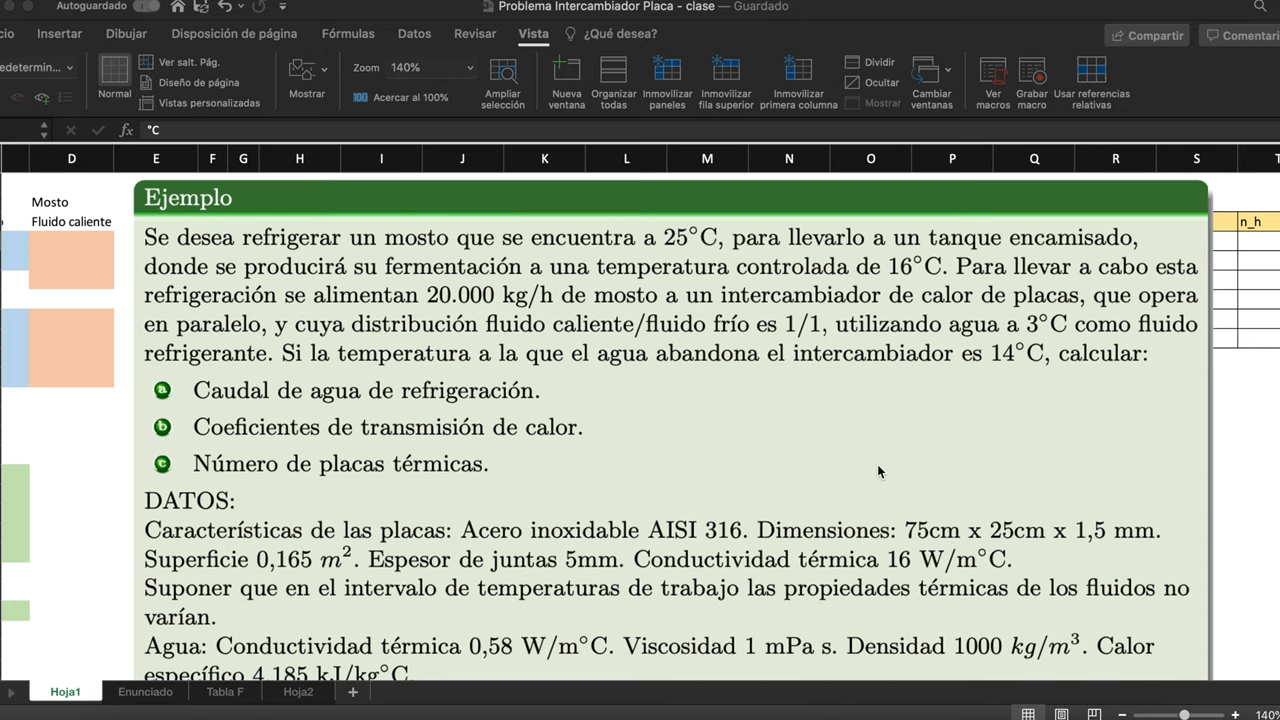 Autoguardado
Problema Intercambiador Placa - clase — Guardado
cio Insertar Dibujar Disposición de página Fórmulas Datos Revisar Vista ¿Qué desea? Compartir Comentari
edetermin...
Normal
Ver salt. Pág.
Diseño de página
Vistas personalizadas
Mostrar
Zoom 140%
Acercar al 100%
Ampliar selección
Nueva ventana
Organizar todas
Inmovilizar paneles
Inmovilizar fila superior
Inmovilizar primera columna
Dividir
Ocultar
Mostrar
Cambiar ventanas
Ver macros
Grabar macro
Usar referencias relativas
fx °C
D E F G H I J K L M N O P Q R S T
Mosto
Fluido caliente
n_h
Ejemplo
Se desea refrigerar un mosto que se encuentra a 25°C, para llevarlo a un tanque encamisado,
donde se producirá su fermentación a una temperatura controlada de 16°C. Para llevar a cabo esta
refrigeración se alimentan 20.000 kg/h de mosto a un intercambiador de calor de placas, que opera
en paralelo, y cuya distribución fluido caliente/fluido frío es 1/1, utilizando agua a 3°C como fluido
refrigerante. Si la temperatura a la que el agua abandona el intercambiador es 14°C, calcular:
a Caudal de agua de refrigeración.
b Coeficientes de transmisión de calor.
c Número de placas térmicas.
DATOS:
Características de las placas: Acero inoxidable AISI 316. Dimensiones: 75cm x 25cm x 1,5 mm.
Superficie 0,165 m². Espesor de juntas 5mm. Conductividad térmica 16 W/m°C.
Suponer que en el intervalo de temperaturas de trabajo las propiedades térmicas de los fluidos no
varían.
Agua: Conductividad térmica 0,58 W/m°C. Viscosidad 1 mPa s. Densidad 1000 kg/m³. Calor
específico 4,185 kJ/kg°C.
Hoja1 Enunciado Tabla F Hoja2 +
140%